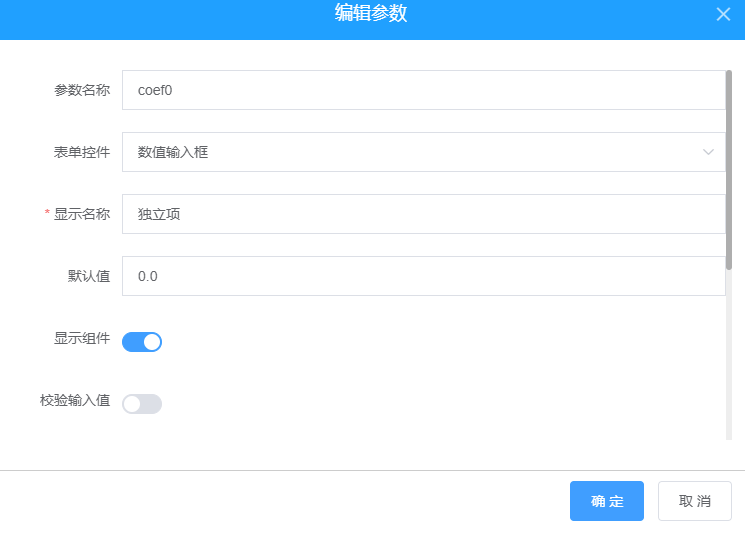 编辑参数
参数名称 coef0
表单控件 数值输入框
* 显示名称 独立项
默认值 0.0
显示组件
校验输入值
确定 取消